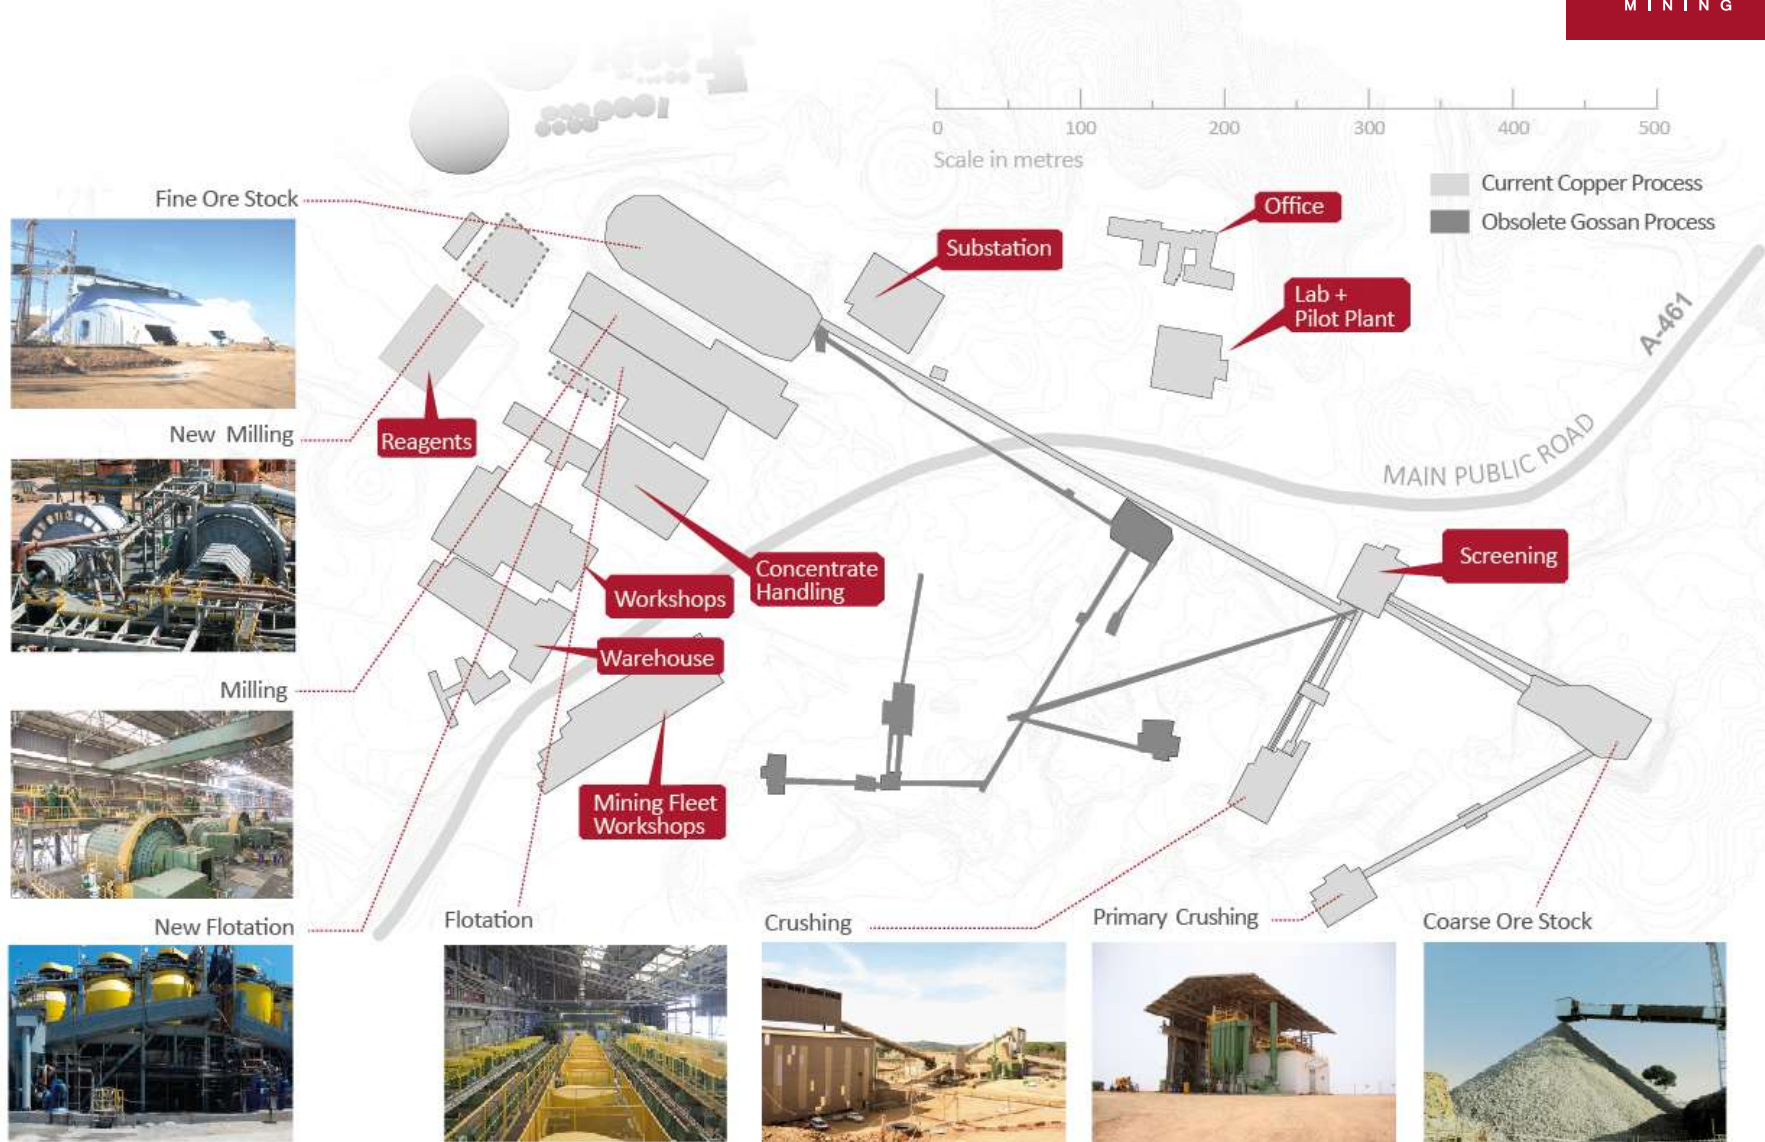 MINING
0 100 200 300 400 500
Scale in metres
Current Copper Process
Obsolete Gossan Process
Fine Ore Stock
Office
Substation
Lab +
Pilot Plant
A-461
New Milling
Reagents
MAIN PUBLIC ROAD
Screening
Concentrate
Handling
Workshops
Warehouse
Milling
Mining Fleet
Workshops
New Flotation
Flotation
Crushing
Primary Crushing
Coarse Ore Stock